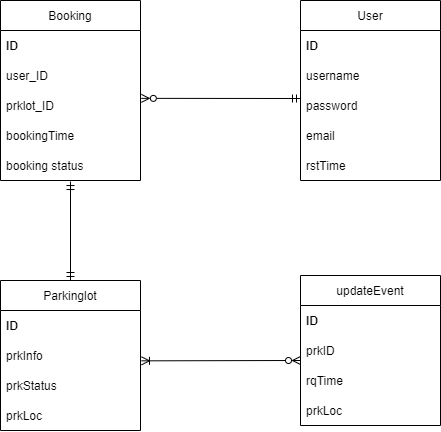 Booking
ID
user_ID
prklot_ID
bookingTime
booking status
User
ID
username
password
email
rstTime
Parkinglot
ID
prkInfo
prkStatus
prkLoc
updateEvent
ID
prkID
rqTime
prkLoc